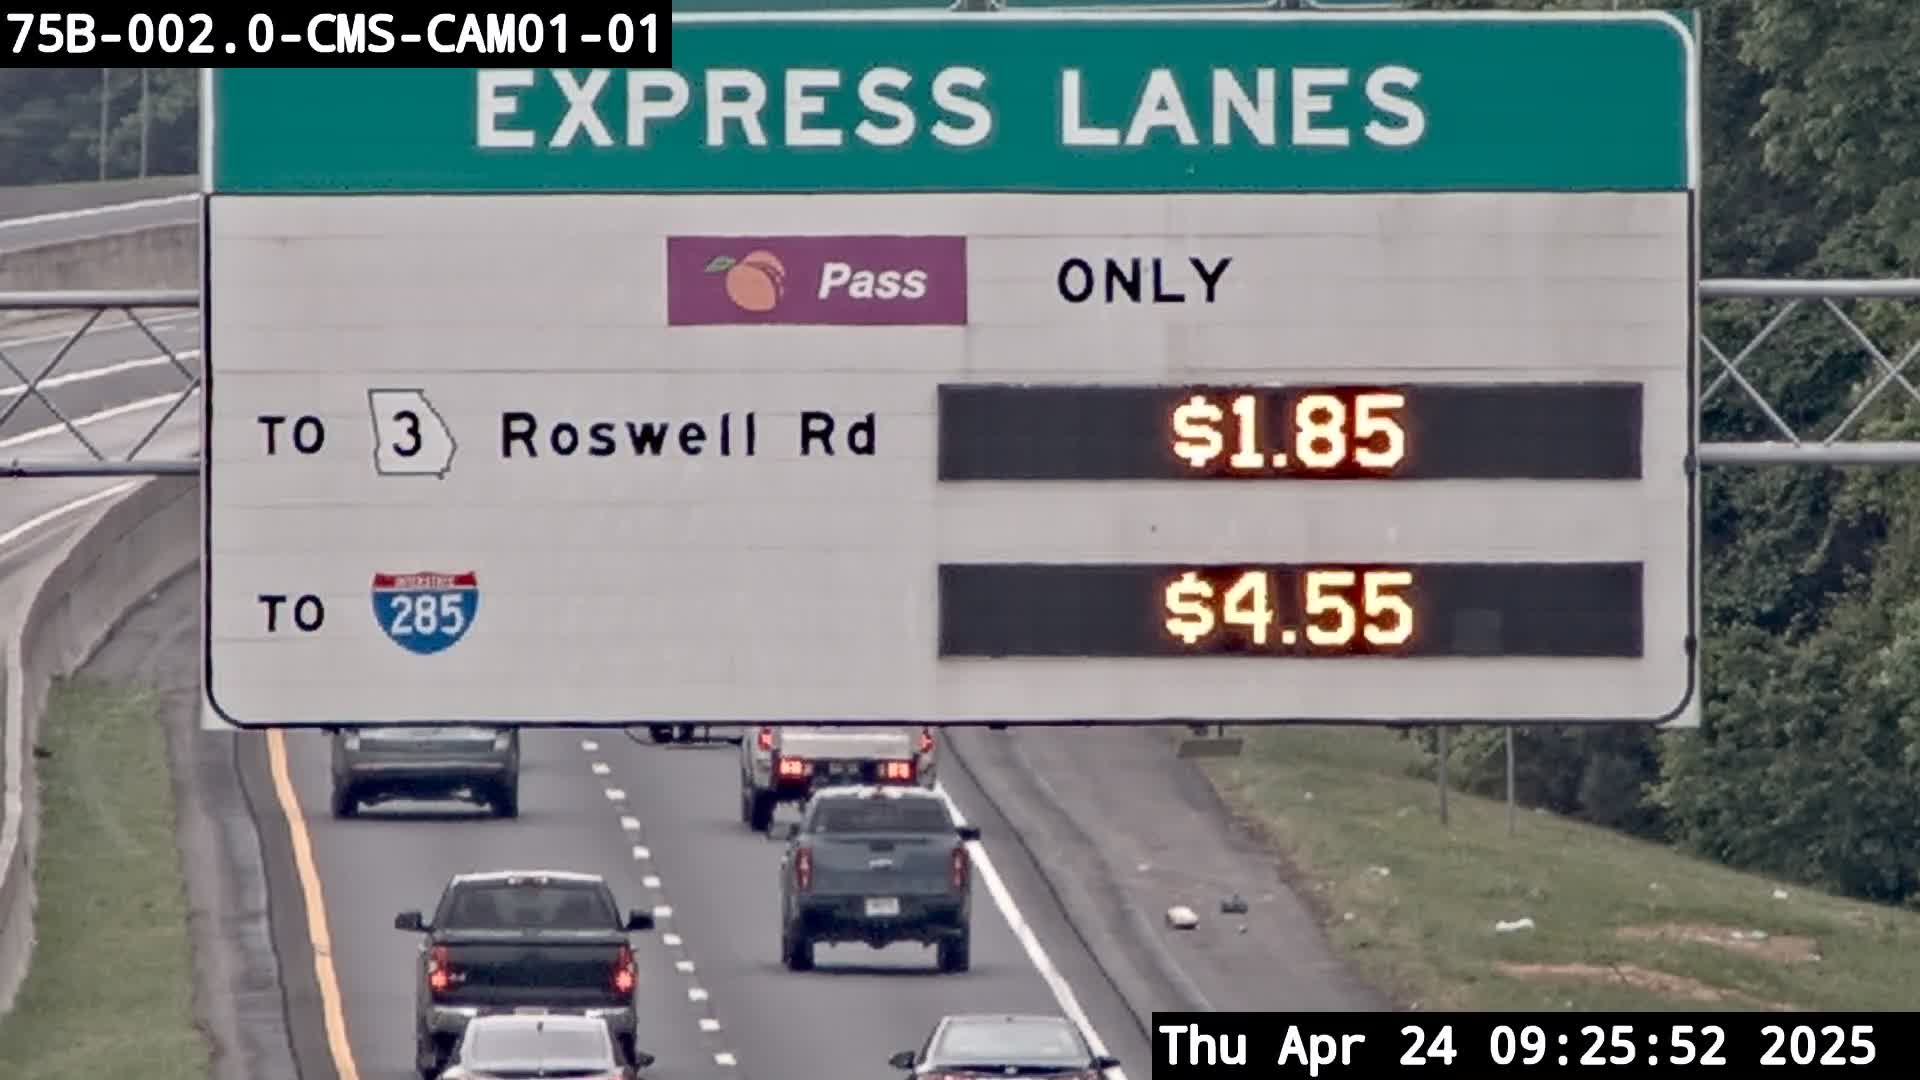 75B-002.0-CMS-CAM01-01
EXPRESS LANES
Pass ONLY
TO 3 Roswell Rd $1.85
INTERSTATE
TO 285 $4.55
Thu Apr 24 09:25:52 2025